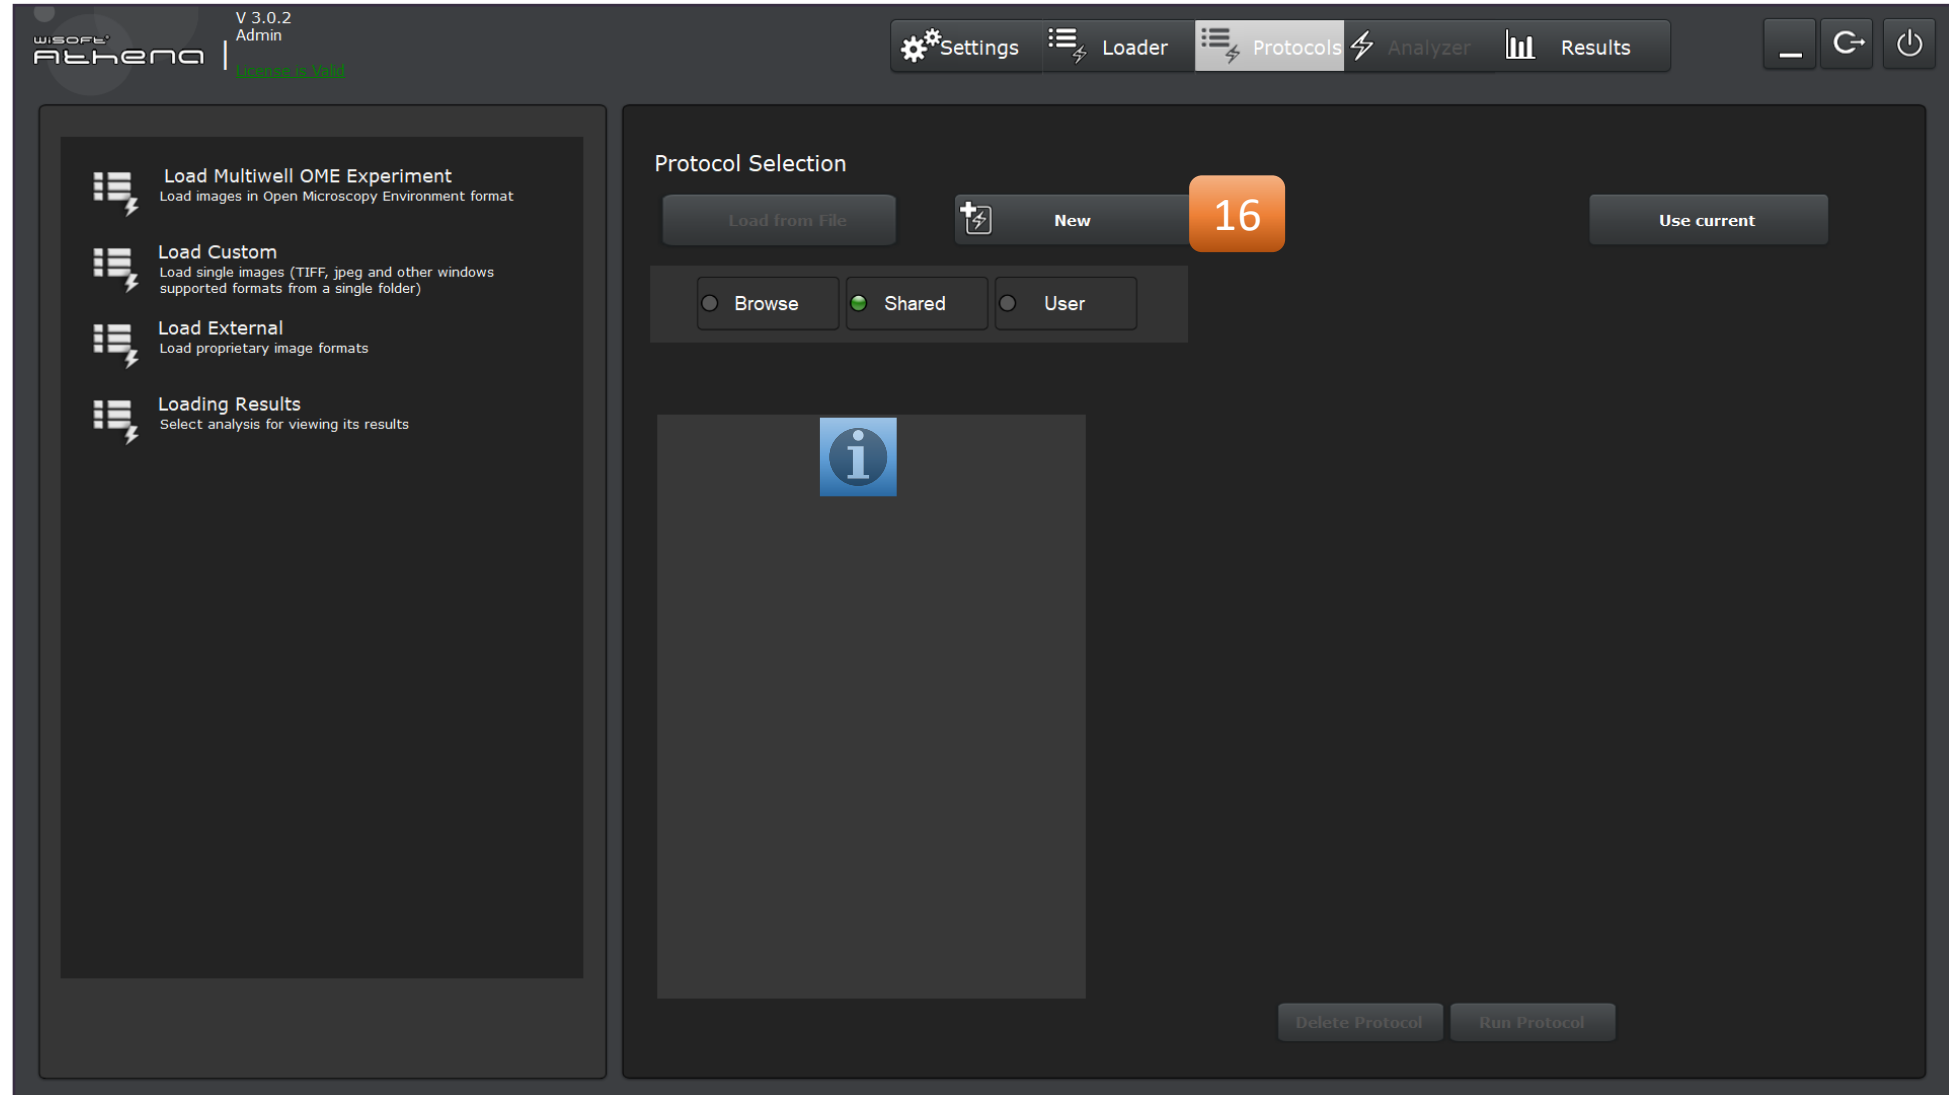 V 3.0.2
Admin
wisoft
Athena
License is Valid
Settings
Loader
Protocols
Analyzer
Results
Load Multiwell OME Experiment
Load images in Open Microscopy Environment format
Load Custom
Load single images (TIFF, jpeg and other windows
supported formats from a single folder)
Load External
Load proprietary image formats
Loading Results
Select analysis for viewing its results
Protocol Selection
Load from File
New
16
Use current
Browse
Shared
User
Delete Protocol
Run Protocol